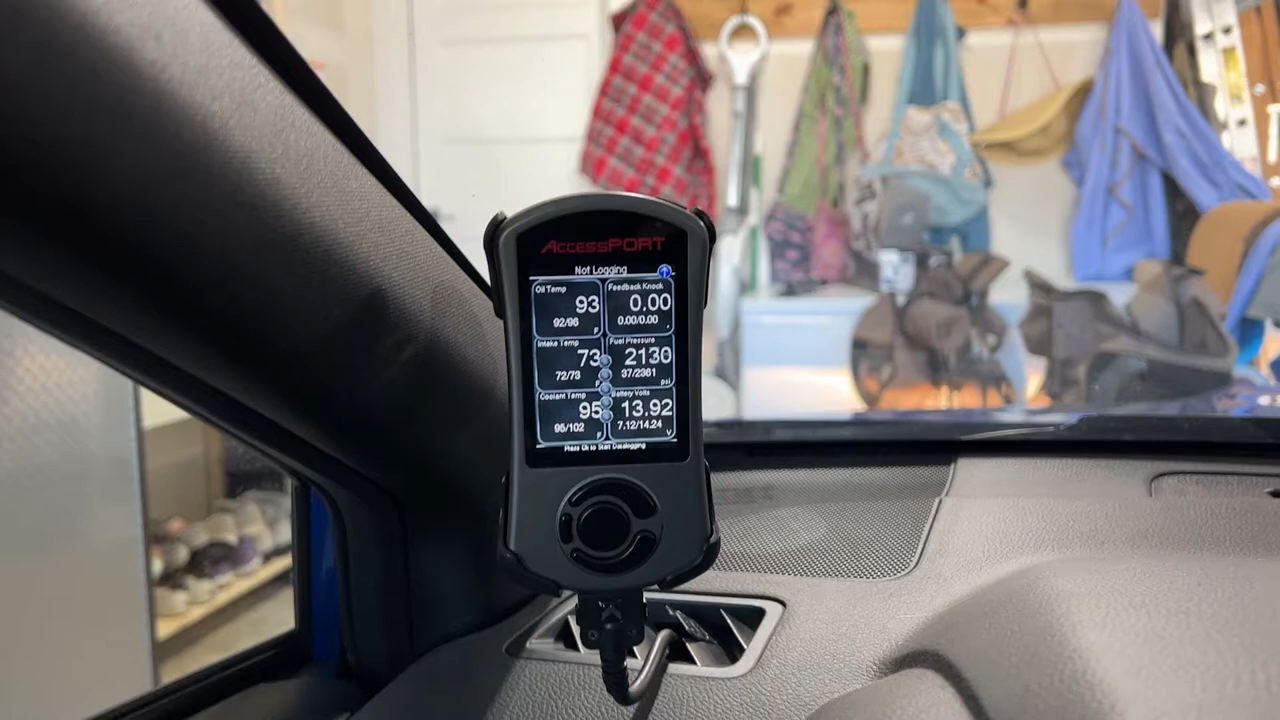 AccessPORT
Not Logging
Oil Temp
93
92/96
F
Feedback Knock
0.00
0.00/0.00
Intake Temp
73
72/73
F
Fuel Pressure
2130
37/2361
psi
Coolant Temp
95
95/102
F
Battery Volts
13.92
7.12/14.24
V
Press Ok to Start Datalogging